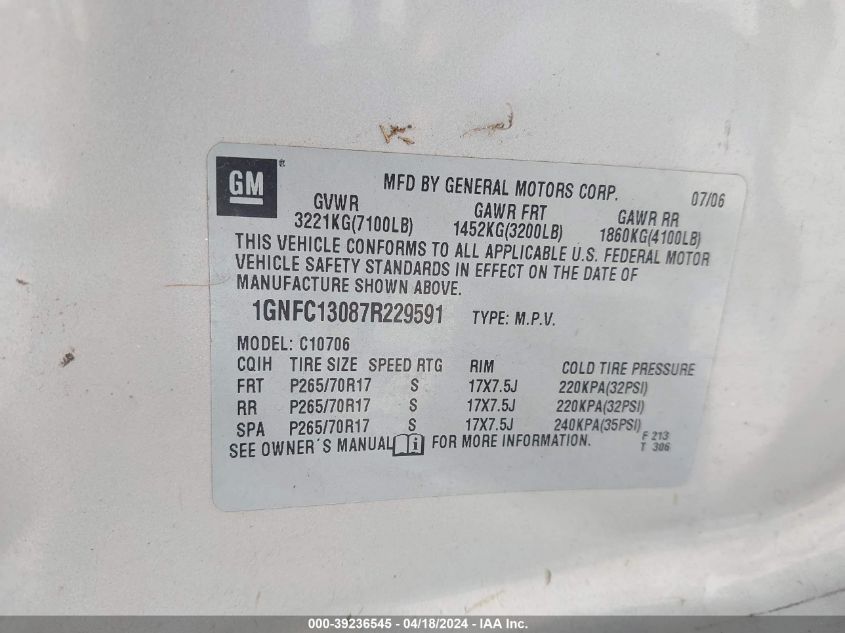 GM®
MFD BY GENERAL MOTORS CORP. 07/06
GVWR GAWR FRT GAWR RR
3221KG(7100LB) 1452KG(3200LB) 1860KG(4100LB)
THIS VEHICLE CONFORMS TO ALL APPLICABLE U.S. FEDERAL MOTOR
VEHICLE SAFETY STANDARDS IN EFFECT ON THE DATE OF
MANUFACTURE SHOWN ABOVE.
1GNFC13087R229591 TYPE: M.P.V.
MODEL: C10706
CQIH TIRE SIZE SPEED RTG RIM COLD TIRE PRESSURE
FRT P265/70R17 S 17X7.5J 220KPA(32PSI)
RR P265/70R17 S 17X7.5J 220KPA(32PSI)
SPA P265/70R17 S 17X7.5J 240KPA(35PSI)
SEE OWNER´S MANUAL i FOR MORE INFORMATION.
F 213
T 306
000-39236545 - 04/18/2024 - IAA Inc.